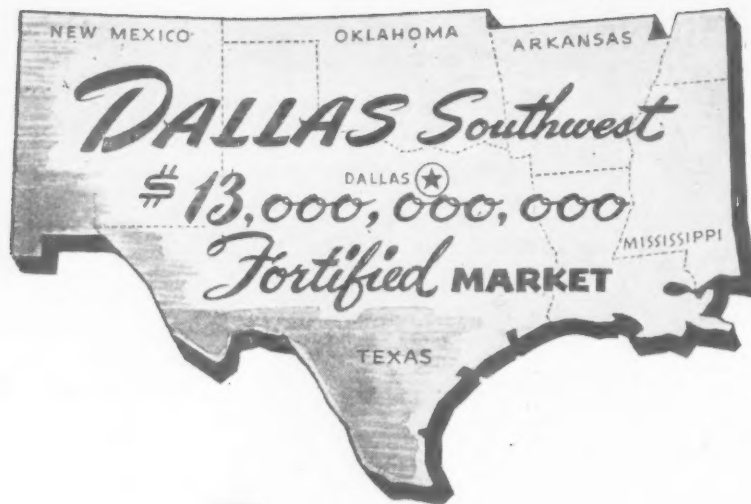 NEW MEXICO OKLAHOMA ARKANSAS
DALLAS Southwest
DALLAS
$13,000,000,000
MISSISSIPPI
Fortified MARKET
TEXAS